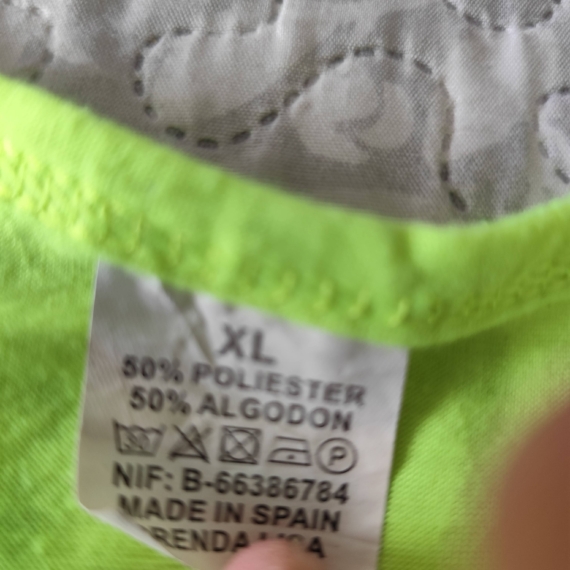 XL
50% POLIESTER
50% ALGODON
P
NIF: B-66386784
MADE IN SPAIN